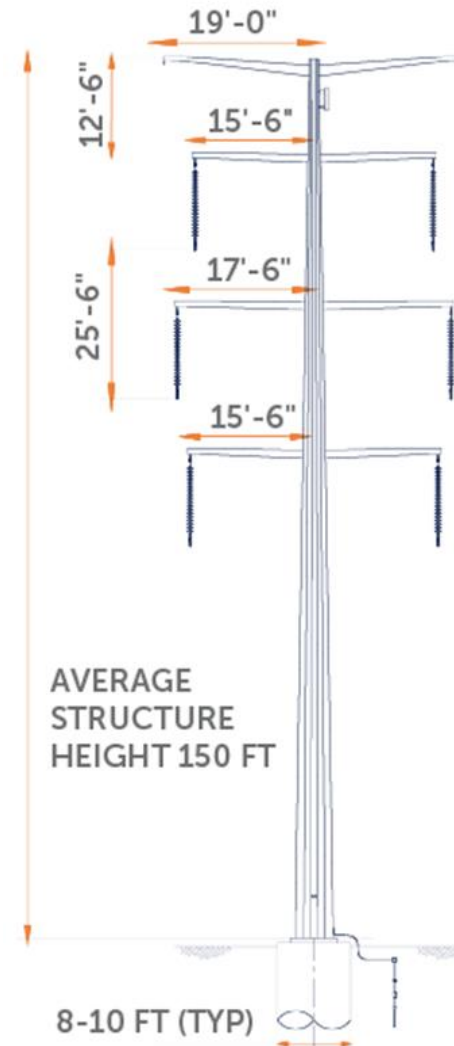 19'-0"
12'-6"
15'-6"
17'-6"
25'-6"
15'-6"
AVERAGE
STRUCTURE
HEIGHT 150 FT
8-10 FT (TYP)